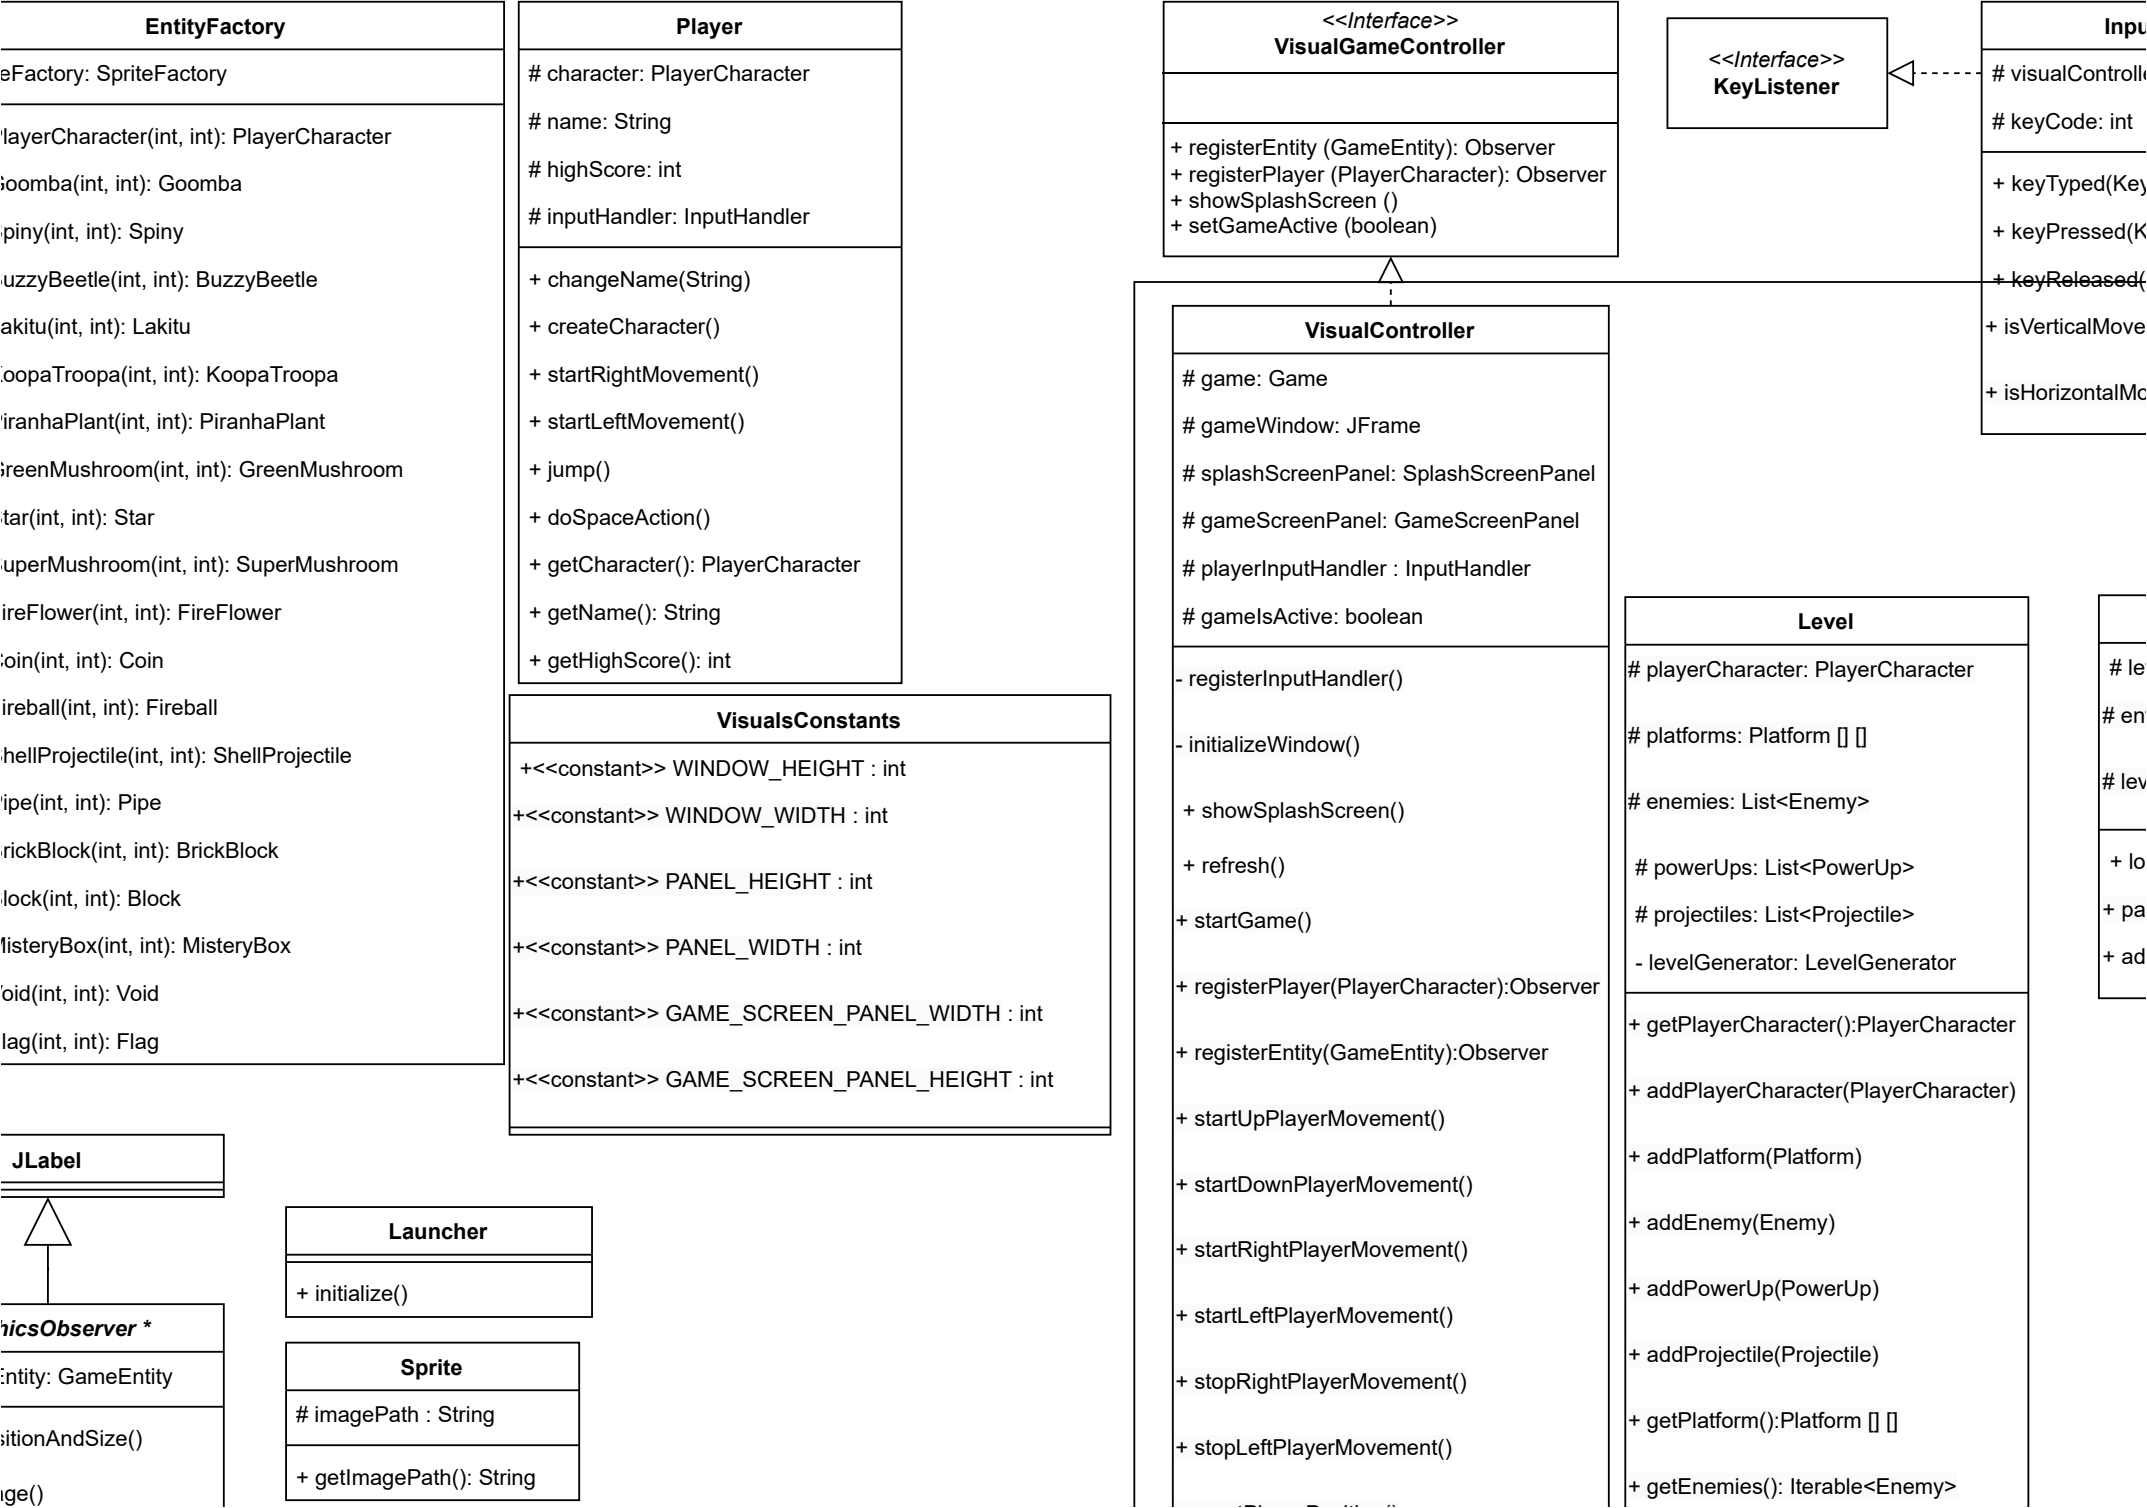 EntityFactory
eFactory: SpriteFactory
layerCharacter(int, int): PlayerCharacter
oomba(int, int): Goomba
piny(int, int): Spiny
uzzyBeetle(int, int): BuzzyBeetle
akitu(int, int): Lakitu
oopaTroopa(int, int): KoopaTroopa
iranhaPlant(int, int): PiranhaPlant
reenMushroom(int, int): GreenMushroom
tar(int, int): Star
uperMushroom(int, int): SuperMushroom
ireFlower(int, int): FireFlower
oin(int, int): Coin
ireball(int, int): Fireball
hellProjectile(int, int): ShellProjectile
ipe(int, int): Pipe
rickBlock(int, int): BrickBlock
lock(int, int): Block
isteryBox(int, int): MisteryBox
oid(int, int): Void
lag(int, int): Flag
Player
# character: PlayerCharacter
# name: String
# highScore: int
# inputHandler: InputHandler
+ changeName(String)
+ createCharacter()
+ startRightMovement()
+ startLeftMovement()
+ jump()
+ doSpaceAction()
+ getCharacter(): PlayerCharacter
+ getName(): String
+ getHighScore(): int
VisualsConstants
+<<constant>> WINDOW_HEIGHT : int
+<<constant>> WINDOW_WIDTH : int
+<<constant>> PANEL_HEIGHT : int
+<<constant>> PANEL_WIDTH : int
+<<constant>> GAME_SCREEN_PANEL_WIDTH : int
+<<constant>> GAME_SCREEN_PANEL_HEIGHT : int
JLabel
hicsObserver *
Entity: GameEntity
sitionAndSize()
ge()
Launcher
+ initialize()
Sprite
# imagePath : String
+ getImagePath(): String
<<Interface>>
VisualGameController
+ registerEntity (GameEntity): Observer
+ registerPlayer (PlayerCharacter): Observer
+ showSplashScreen ()
+ setGameActive (boolean)
VisualController
# game: Game
# gameWindow: JFrame
# splashScreenPanel: SplashScreenPanel
# gameScreenPanel: GameScreenPanel
# playerInputHandler : InputHandler
# gameIsActive: boolean
- registerInputHandler()
- initializeWindow()
+ showSplashScreen()
+ refresh()
+ startGame()
+ registerPlayer(PlayerCharacter):Observer
+ registerEntity(GameEntity):Observer
+ startUpPlayerMovement()
+ startDownPlayerMovement()
+ startRightPlayerMovement()
+ startLeftPlayerMovement()
+ stopRightPlayerMovement()
+ stopLeftPlayerMovement()
<<Interface>>
KeyListener
Inpu
# visualControlle
# keyCode: int
+ keyTyped(Key
+ keyPressed(K
+ keyReleased(
+ isVerticalMove
+ isHorizontalMo
Level
# playerCharacter: PlayerCharacter
# platforms: Platform [] []
# enemies: List<Enemy>
# powerUps: List<PowerUp>
# projectiles: List<Projectile>
- levelGenerator: LevelGenerator
+ getPlayerCharacter():PlayerCharacter
+ addPlayerCharacter(PlayerCharacter)
+ addPlatform(Platform)
+ addEnemy(Enemy)
+ addPowerUp(PowerUp)
+ addProjectile(Projectile)
+ getPlatform():Platform [] []
+ getEnemies(): Iterable<Enemy>
# le
# en
# lev
+ lo
+ pa
+ ad